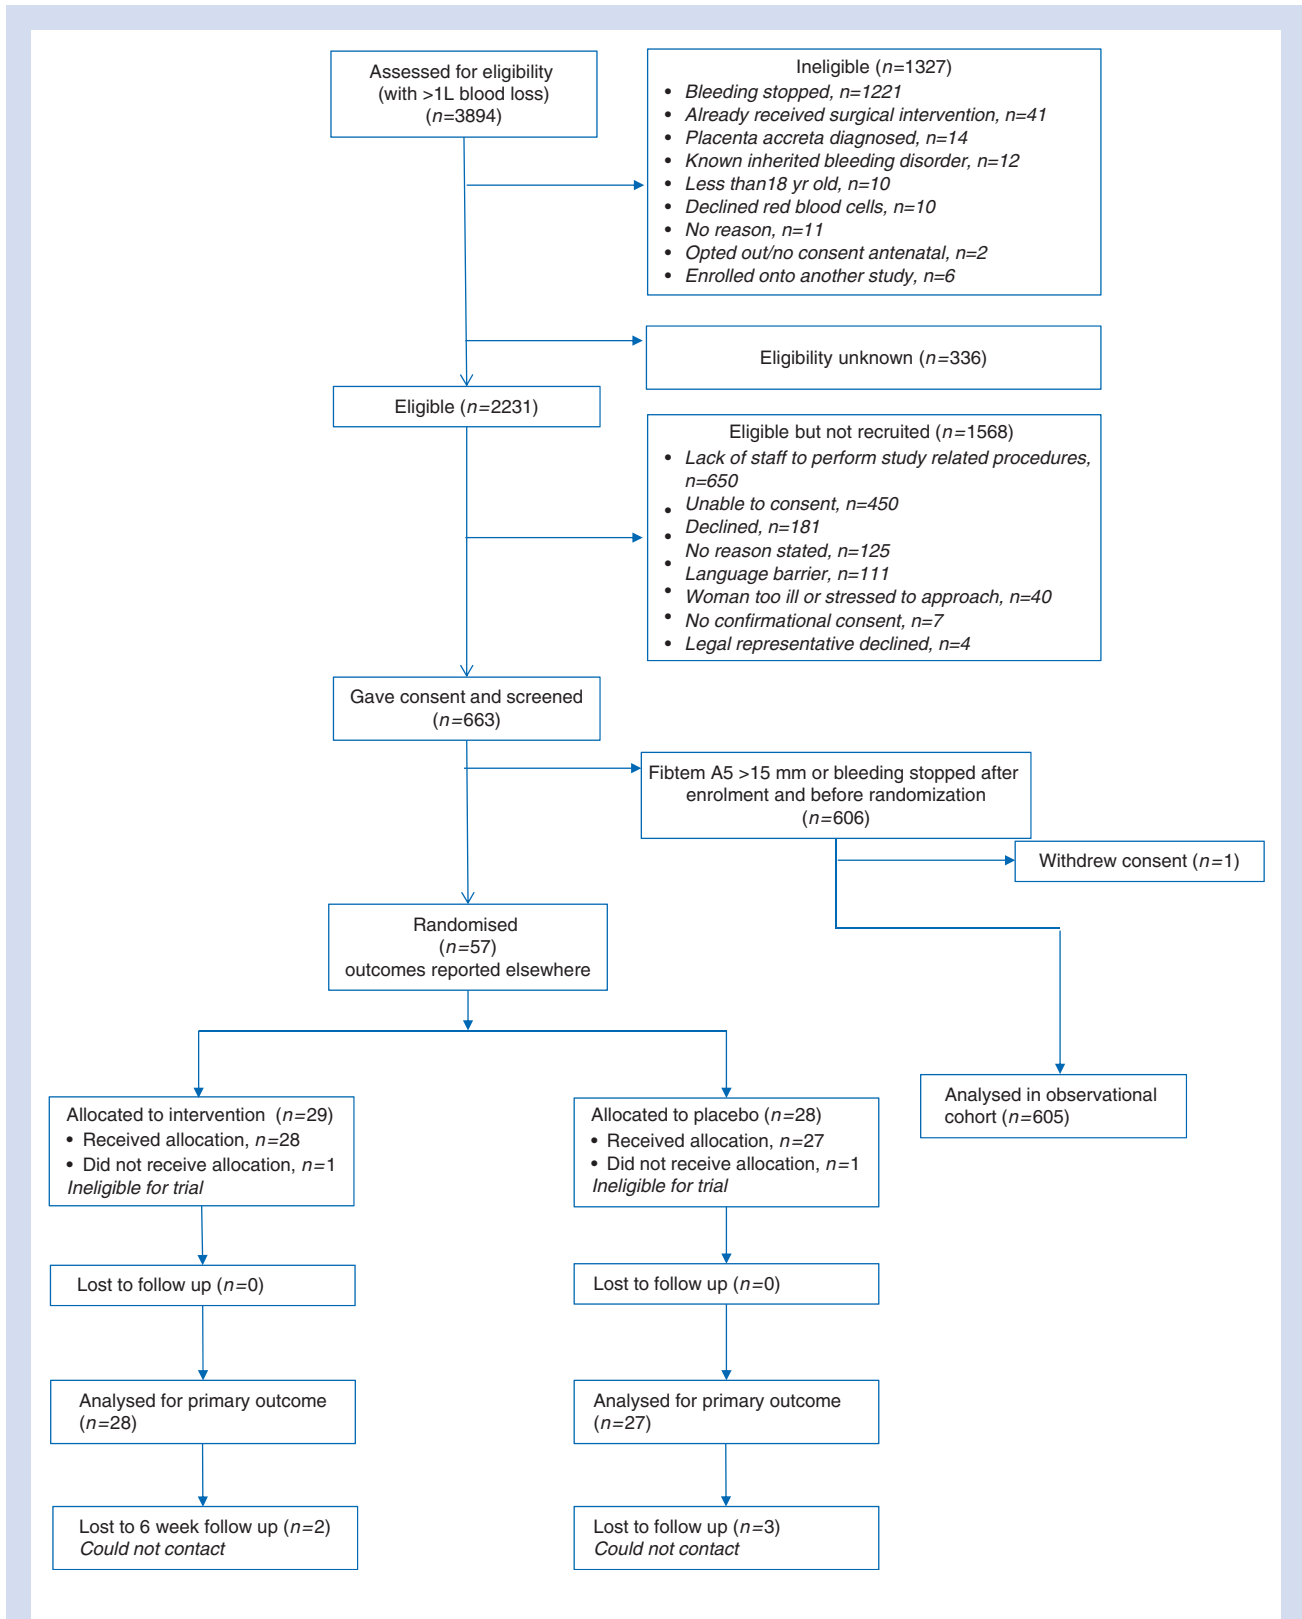 Assessed for eligibility
(with >1L blood loss)
(n=3894)
Ineligible (n=1327)
• Bleeding stopped, n=1221
• Already received surgical intervention, n=41
• Placenta accreta diagnosed, n=14
• Known inherited bleeding disorder, n=12
• Less than18 yr old, n=10
• Declined red blood cells, n=10
• No reason, n=11
• Opted out/no consent antenatal, n=2
• Enrolled onto another study, n=6
Eligibility unknown (n=336)
Eligible (n=2231)
Eligible but not recruited (n=1568)
• Lack of staff to perform study related procedures,
n=650
• Unable to consent, n=450
• Declined, n=181
• No reason stated, n=125
• Language barrier, n=111
• Woman too ill or stressed to approach, n=40
• No confirmational consent, n=7
• Legal representative declined, n=4
Gave consent and screened
(n=663)
Fibtem A5 >15 mm or bleeding stopped after
enrolment and before randomization
(n=606)
Withdrew consent (n=1)
Randomised
(n=57)
outcomes reported elsewhere
Analysed in observational
cohort (n=605)
Allocated to intervention (n=29)
• Received allocation, n=28
• Did not receive allocation, n=1
Ineligible for trial
Allocated to placebo (n=28)
• Received allocation, n=27
• Did not receive allocation, n=1
Ineligible for trial
Lost to follow up (n=0)
Lost to follow up (n=0)
Analysed for primary outcome
(n=28)
Analysed for primary outcome
(n=27)
Lost to 6 week follow up (n=2)
Could not contact
Lost to follow up (n=3)
Could not contact